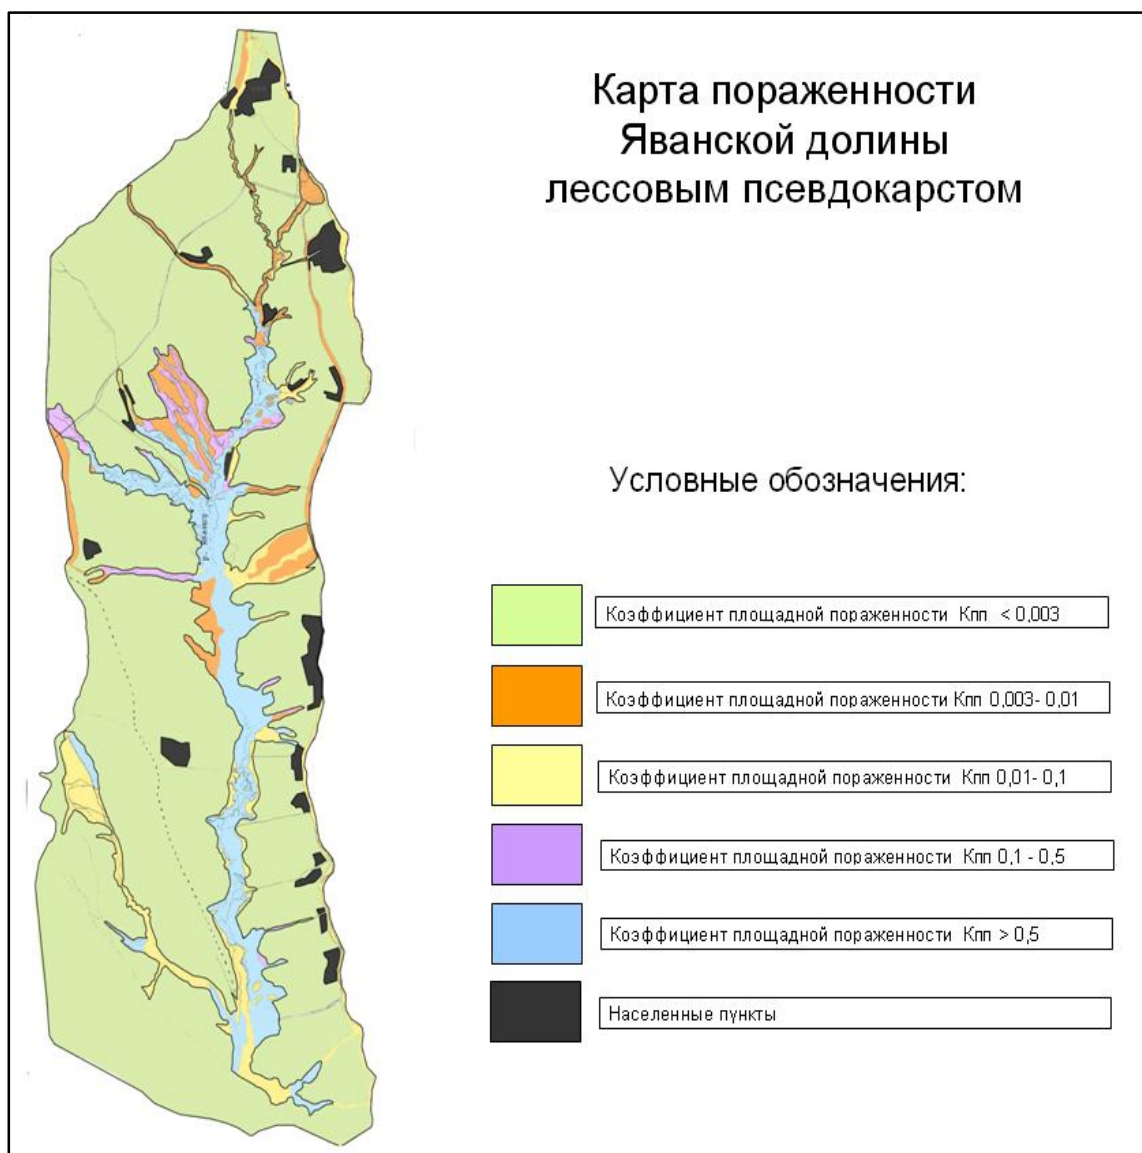 Карта пораженности
Яванской долины
лессовым псевдокарстом
Условные обозначения:
Коэффициент площадной пораженности Кпп < 0,003
Коэффициент площадной пораженности Кпп 0,003- 0,01
Коэффициент площадной пораженности Кпп 0,01- 0,1
Коэффициент площадной пораженности Кпп 0,1 - 0,5
Коэффициент площадной пораженности Кпп > 0,5
Населенные пункты